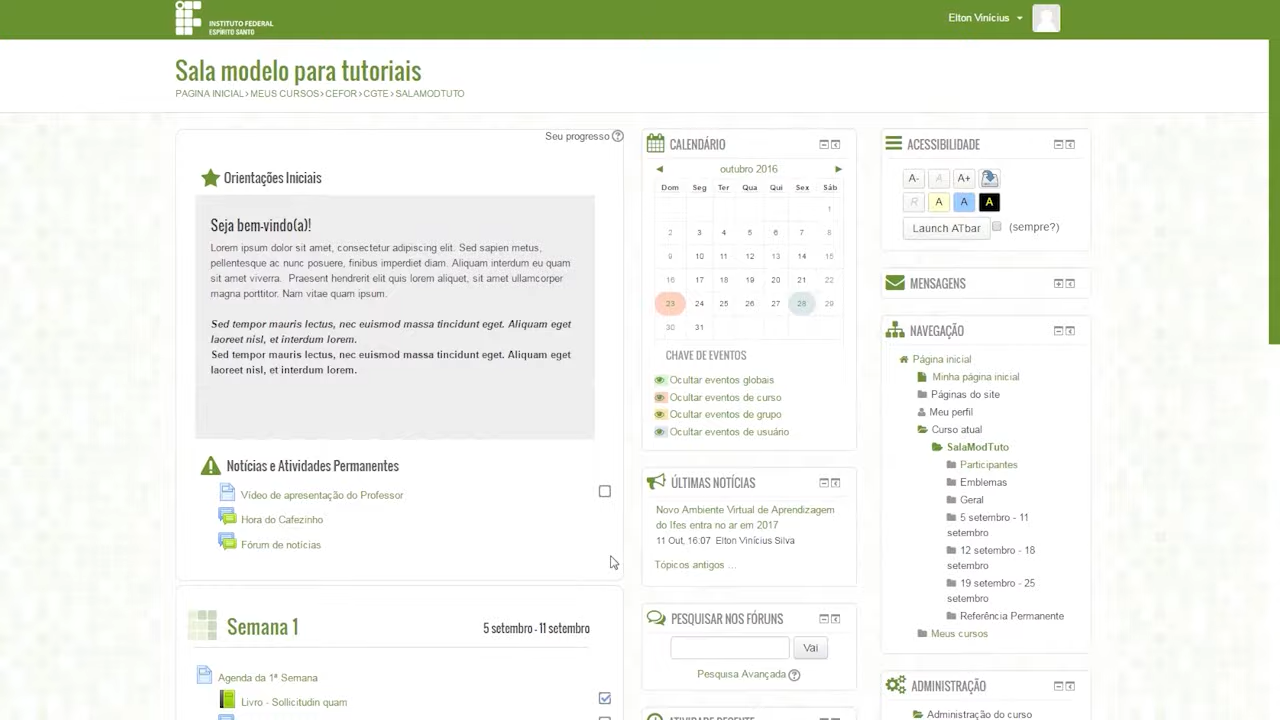 INSTITUTO FEDERAL
ESPÍRITO SANTO
Elton Vinícius
Sala modelo para tutoriais
PÁGINA INICIAL › MEUS CURSOS › CEFOR › CGTE › SALAMODTUTO
Seu progresso
Orientações Iniciais
Seja bem-vindo(a)!
Lorem ipsum dolor sit amet, consectetur adipiscing elit. Sed sapien metus,
pellentesque ac nunc posuere, finibus imperdiet diam. Aliquam interdum eu quam
sit amet viverra. Praesent hendrerit elit quis lorem aliquet, sit amet ullamcorper
magna porttitor. Nam vitae quam ipsum.
Sed tempor mauris lectus, nec euismod massa tincidunt eget. Aliquam eget
laoreet nisl, et interdum lorem.
Sed tempor mauris lectus, nec euismod massa tincidunt eget. Aliquam eget
laoreet nisl, et interdum lorem.
Notícias e Atividades Permanentes
Vídeo de apresentação do Professor
Hora do Cafezinho
Fórum de notícias
Semana 1
5 setembro - 11 setembro
Agenda da 1ª Semana
Livro - Sollicitudin quam
CALENDÁRIO
◄ outubro 2016 ►
Dom Seg Ter Qua Qui Sex Sáb
1
2 3 4 5 6 7 8
9 10 11 12 13 14 15
16 17 18 19 20 21 22
23 24 25 26 27 28 29
30 31
CHAVE DE EVENTOS
Ocultar eventos globais
Ocultar eventos de curso
Ocultar eventos de grupo
Ocultar eventos de usuário
ÚLTIMAS NOTÍCIAS
Novo Ambiente Virtual de Aprendizagem
do Ifes entra no ar em 2017
11 Out, 16:07 Elton Vinícius Silva
Tópicos antigos ...
PESQUISAR NOS FÓRUNS
Vai
Pesquisa Avançada
ATIVIDADE RECENTE
ACESSIBILIDADE
A- A A+
R A A A
Launch ATbar (sempre?)
MENSAGENS
NAVEGAÇÃO
Página inicial
Minha página inicial
Páginas do site
Meu perfil
Curso atual
SalaModTuto
Participantes
Emblemas
Geral
5 setembro - 11
setembro
12 setembro - 18
setembro
19 setembro - 25
setembro
Referência Permanente
Meus cursos
ADMINISTRAÇÃO
Administração do curso